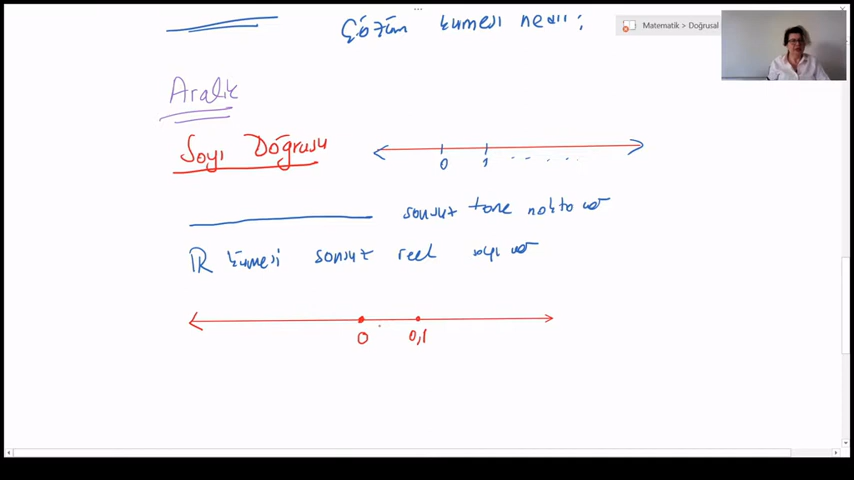 Çözüm kümesi nedir?
Matematik > Doğrusal
Aralık
Sayı Doğrusu
0 1 . . . . .
sonsuz tane nokta var
IR kümesi sonsuz reel sayı var
0 0,1